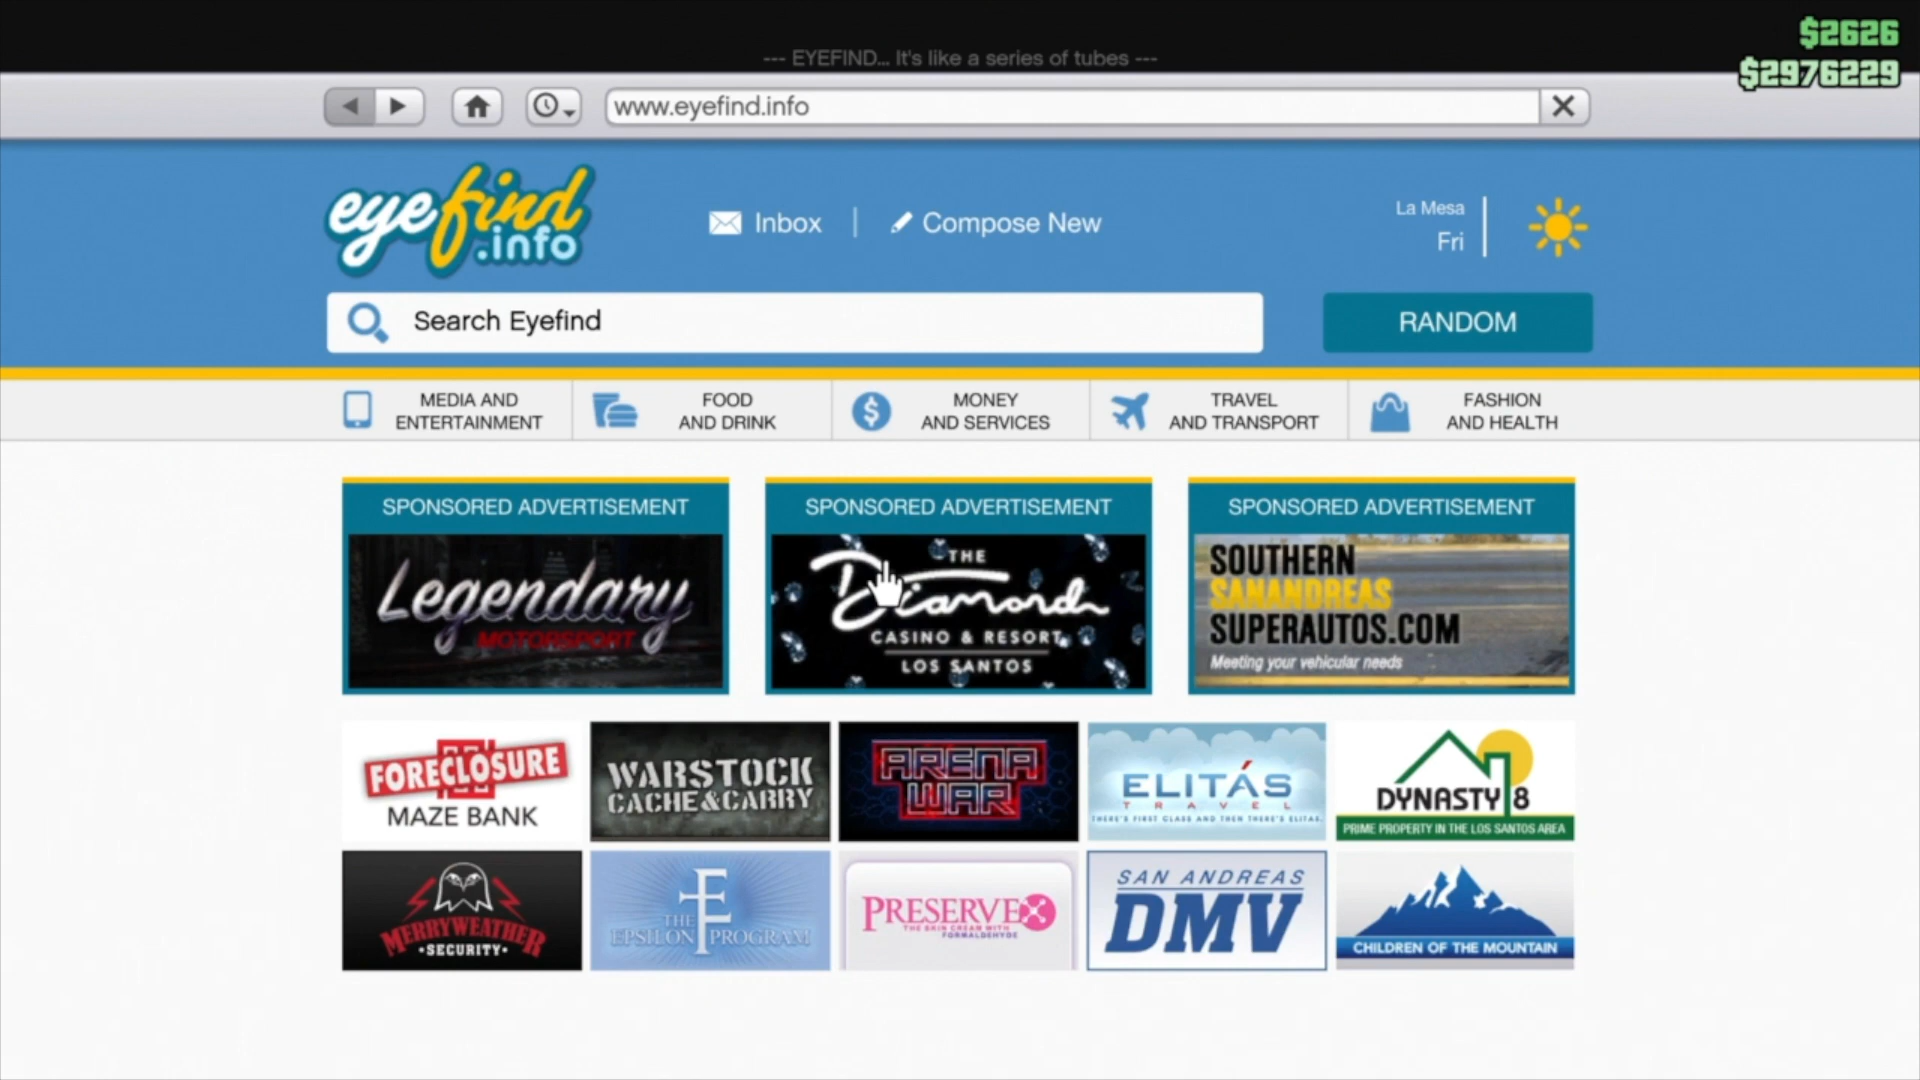 $2626
--- EYEFIND... It's like a series of tubes ---
$2976229
www.eyefind.info
eyefind
.info
Inbox
Compose New
La Mesa
Fri
Search Eyefind
RANDOM
MEDIA AND
ENTERTAINMENT
FOOD
AND DRINK
MONEY
AND SERVICES
TRAVEL
AND TRANSPORT
FASHION
AND HEALTH
SPONSORED ADVERTISEMENT
Legendary
MOTORSPORT
SPONSORED ADVERTISEMENT
THE
Diamond
CASINO & RESORT
LOS SANTOS
SPONSORED ADVERTISEMENT
SOUTHERN
SANANDREAS
SUPERAUTOS.COM
Meeting your vehicular needs
FORECLOSURE
MAZE BANK
WARSTOCK
CACHE&CARRY
ARENA
WAR
ELITÁS
TRAVEL
THERE'S FIRST CLASS AND THEN THERE'S ELITAS.
DYNASTY 8
PRIME PROPERTY IN THE LOS SANTOS AREA
MERRYWEATHER
•SECURITY•
THE
EPSILON PROGRAM
PRESERVEX
THE SKIN CREAM WITH
FORMALDEHYDE
SAN ANDREAS
DMV
CHILDREN OF THE MOUNTAIN